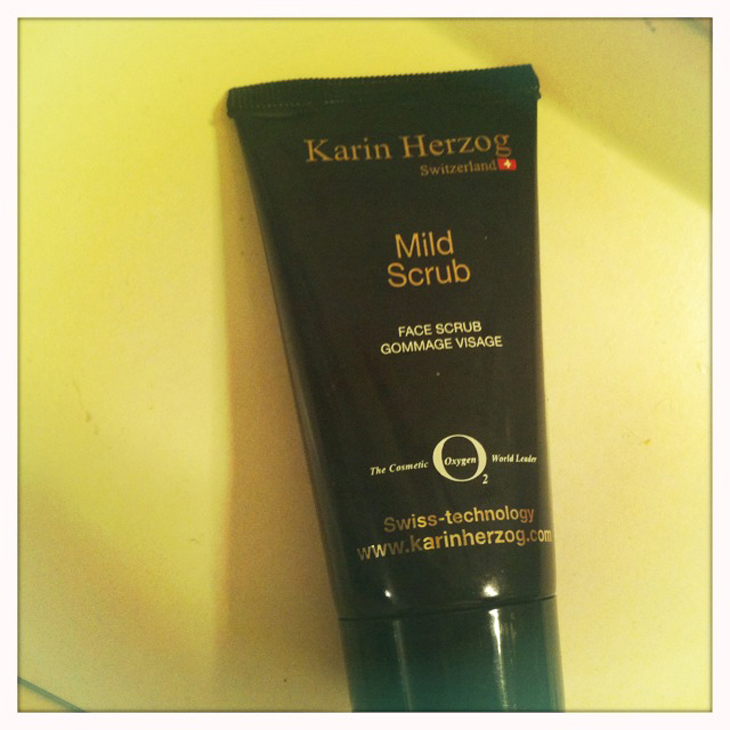 Karin Herzog
Switzerland
Mild
Scrub
FACE SCRUB
GOMMAGE VISAGE
The Cosmetic Oxygen World Leader
O2
Swiss-technology
www.karinherzog.com